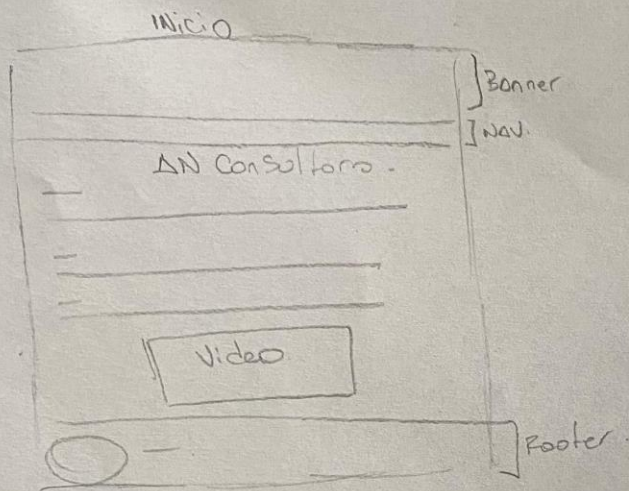 INiciO
Banner
NAV.
AN Consultora.
Video
Footer.